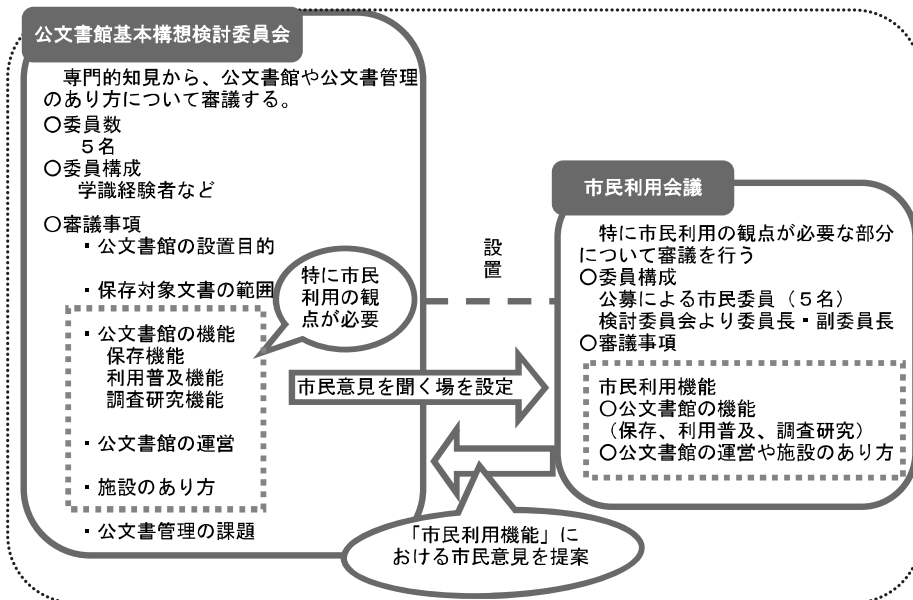 公文書館基本構想検討委員会
専門的知見から、公文書館や公文書管理
のあり方について審議する。
○委員数
５名
○委員構成
学識経験者など
○審議事項
・公文書館の設置目的
・保存対象文書の範囲
・公文書館の機能
保存機能
利用普及機能
調査研究機能
・公文書館の運営
・施設のあり方
・公文書管理の課題
特に市民
利用の観
点が必要
設置
市民意見を聞く場を設定
「市民利用機能」に
おける市民意見を提案
市民利用会議
特に市民利用の観点が必要な部分
について審議を行う
○委員構成
公募による市民委員（５名）
検討委員会より委員長・副委員長
○審議事項
市民利用機能
○公文書館の機能
（保存、利用普及、調査研究）
○公文書館の運営や施設のあり方